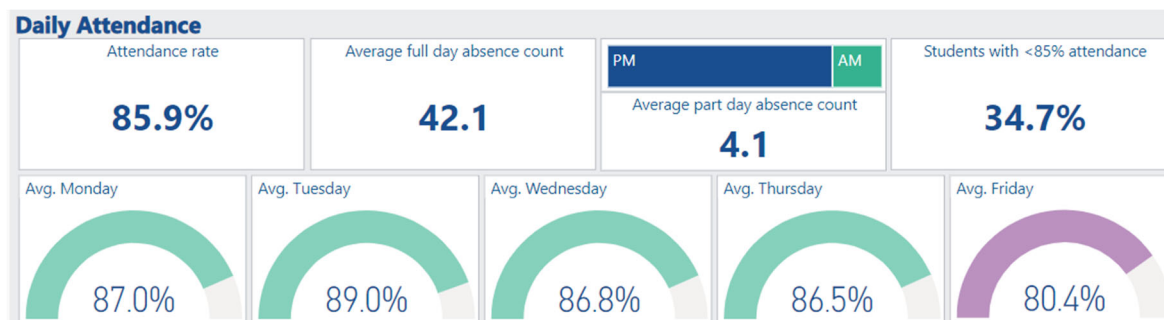 Daily Attendance
Attendance rate
85.9%
Average full day absence count
42.1
PM AM
Average part day absence count
4.1
Students with <85% attendance
34.7%
Avg. Monday
87.0%
Avg. Tuesday
89.0%
Avg. Wednesday
86.8%
Avg. Thursday
86.5%
Avg. Friday
80.4%